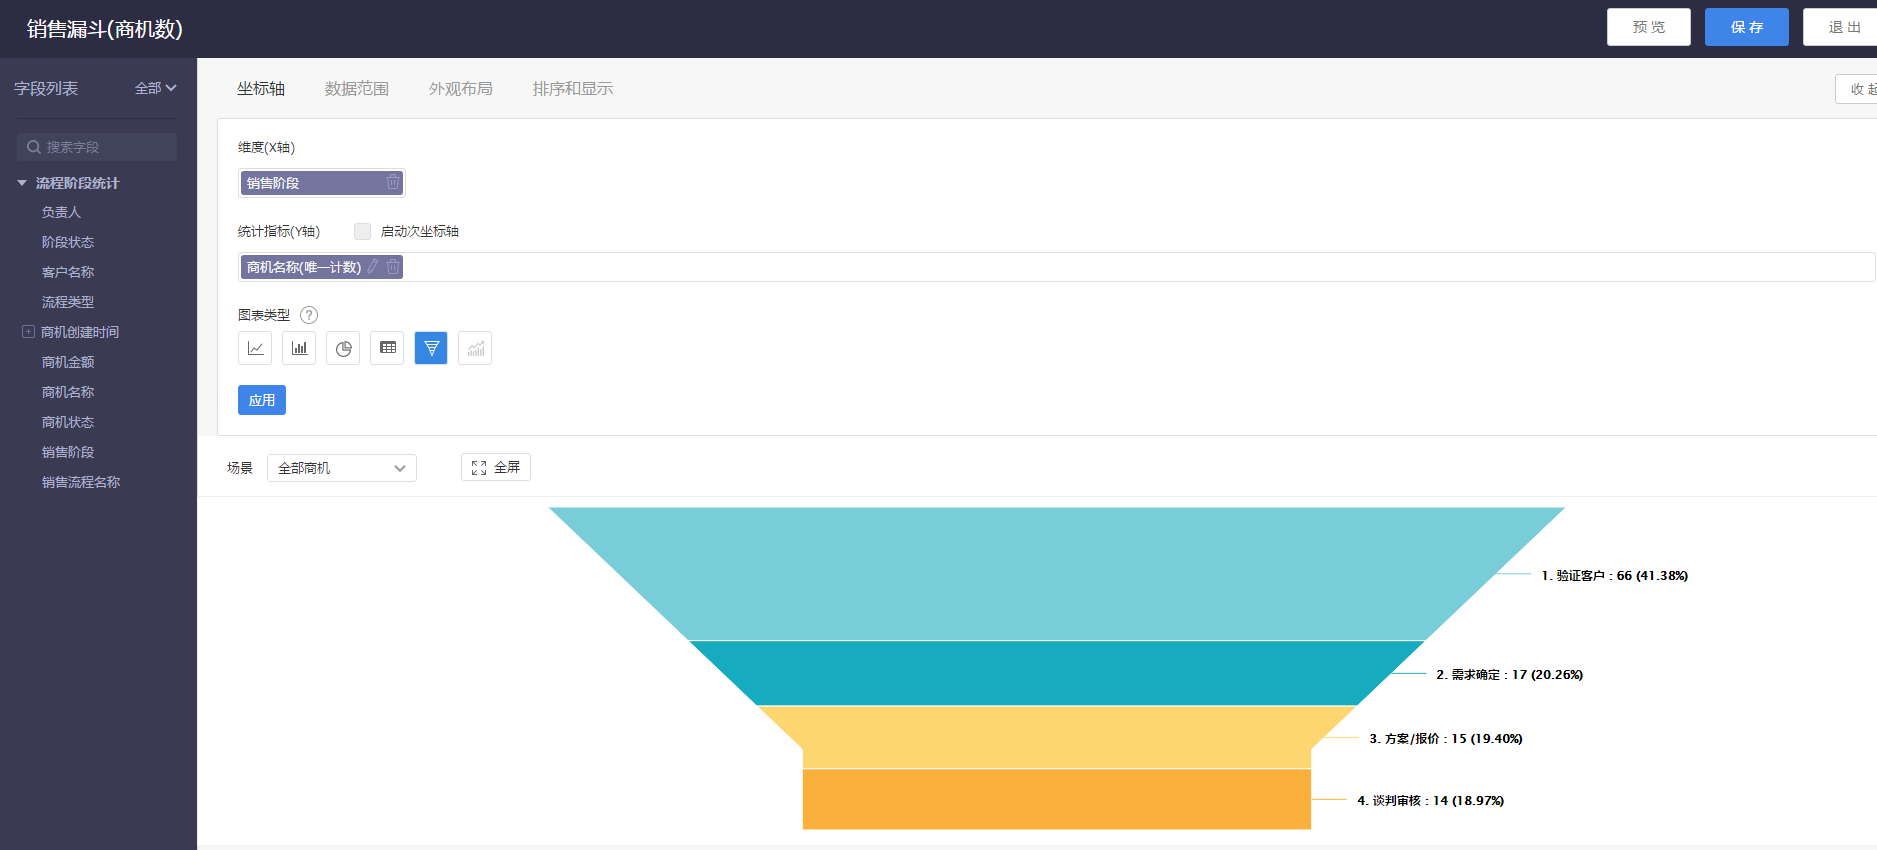 销售漏斗(商机数)
预 览
保 存
退 出
字段列表
全部
搜索字段
流程阶段统计
负责人
阶段状态
客户名称
流程类型
商机创建时间
商机金额
商机名称
商机状态
销售阶段
销售流程名称
坐标轴
数据范围
外观布局
排序和显示
收 起
维度(X轴)
销售阶段
统计指标(Y轴)
启动次坐标轴
商机名称(唯一计数)
图表类型 ?
应用
场景
全部商机
全屏
1. 验证客户 : 66 (41.38%)
2. 需求确定 : 17 (20.26%)
3. 方案/报价 : 15 (19.40%)
4. 谈判审核 : 14 (18.97%)